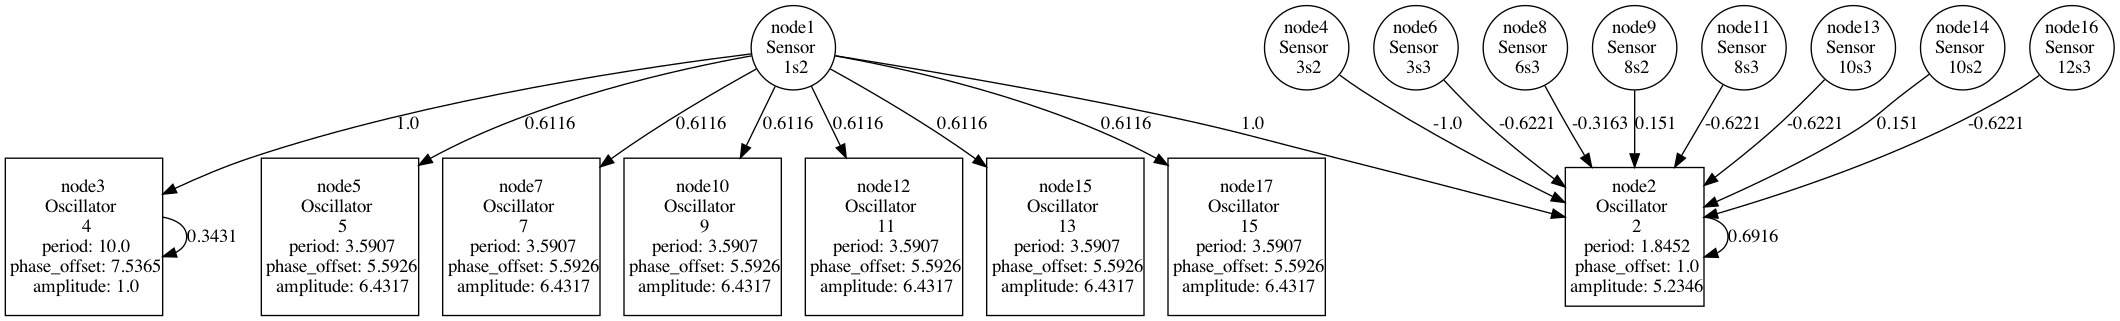 node1
Sensor
1s2
node4
Sensor
3s2
node6
Sensor
3s3
node8
Sensor
6s3
node9
Sensor
8s2
node11
Sensor
8s3
node13
Sensor
10s3
node14
Sensor
10s2
node16
Sensor
12s3
1.0
0.6116
0.6116
0.6116
0.6116
0.6116
0.6116
1.0
-1.0
-0.6221
-0.3163
0.151
-0.6221
-0.6221
0.151
-0.6221
node3
Oscillator
4
period: 10.0
phase_offset: 7.5365
amplitude: 1.0
0.3431
node5
Oscillator
5
period: 3.5907
phase_offset: 5.5926
amplitude: 6.4317
node7
Oscillator
7
period: 3.5907
phase_offset: 5.5926
amplitude: 6.4317
node10
Oscillator
9
period: 3.5907
phase_offset: 5.5926
amplitude: 6.4317
node12
Oscillator
11
period: 3.5907
phase_offset: 5.5926
amplitude: 6.4317
node15
Oscillator
13
period: 3.5907
phase_offset: 5.5926
amplitude: 6.4317
node17
Oscillator
15
period: 3.5907
phase_offset: 5.5926
amplitude: 6.4317
node2
Oscillator
2
period: 1.8452
phase_offset: 1.0
amplitude: 5.2346
0.6916